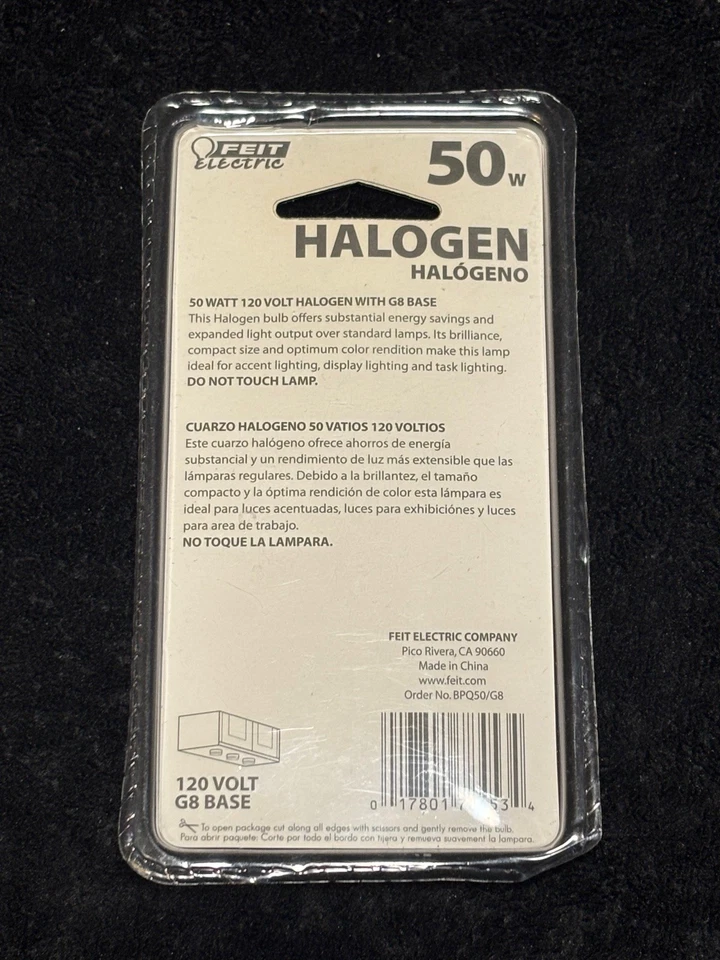 FEIT
Electric
50 W
HALOGEN
HALÓGENO
50 WATT 120 VOLT HALOGEN WITH G8 BASE
This Halogen bulb offers substantial energy savings and
expanded light output over standard lamps. Its brilliance,
compact size and optimum color rendition make this lamp
ideal for accent lighting, display lighting and task lighting.
DO NOT TOUCH LAMP.
CUARZO HALOGENO 50 VATIOS 120 VOLTIOS
Este cuarzo halógeno ofrece ahorros de energía
substancial y un rendimiento de luz más extensible que las
lámparas regulares. Debido a la brillantez, el tamaño
compacto y la óptima rendición de color esta lámpara es
ideal para luces acentuadas, luces para exhibiciónes y luces
para area de trabajo.
NO TOQUE LA LAMPARA.
FEIT ELECTRIC COMPANY
Pico Rivera, CA 90660
Made in China
www.feit.com
Order No. BPQ50/G8
120 VOLT
G8 BASE
0 17801 4
To open package cut along all edges with scissors and gently remove the bulb.
Para abrir paquete: Corte por todo el bordo con tijera y remueva suavement la lampara.